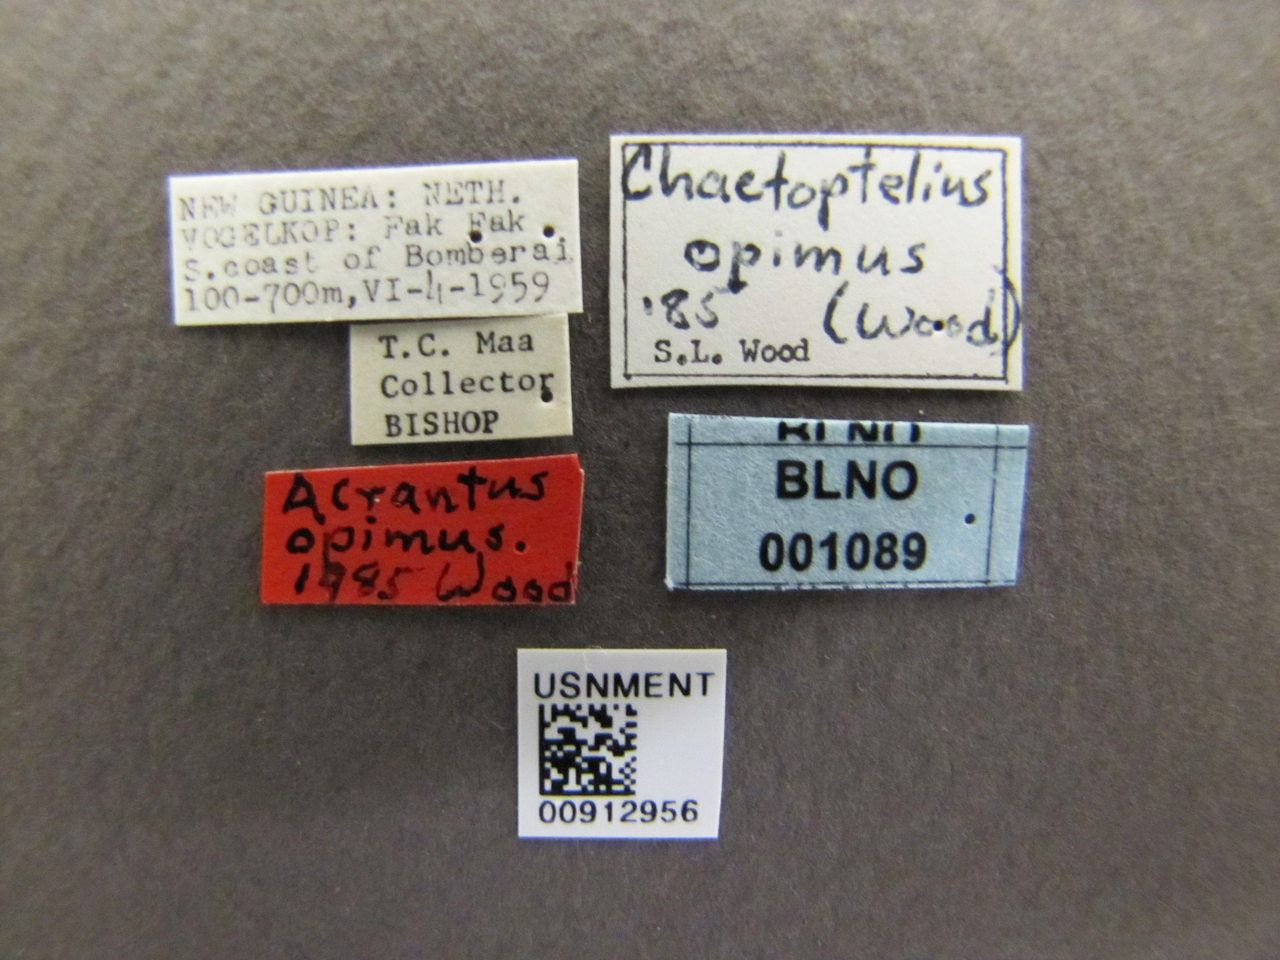 NEW GUINEA: NETH.
VOGELKOP: Fak Fak
S.coast of Bomberai
100-700m,VI-4-1959
T.C. Maa
Collector
BISHOP
Acrantus
opimus.
1985 Wood
Chaetoptelius
opimus
'85 (Wood)
S.L. Wood
BLNO
001089
USNMENT
00912956